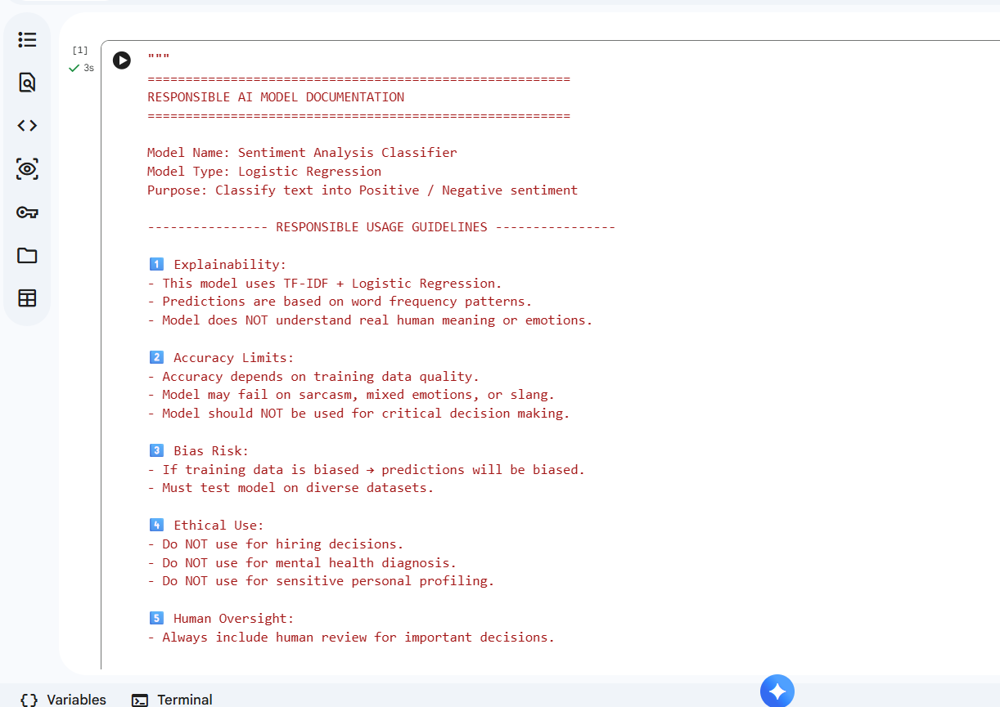 [1]
3s
"""
========================================================
RESPONSIBLE AI MODEL DOCUMENTATION
========================================================
Model Name: Sentiment Analysis Classifier
Model Type: Logistic Regression
Purpose: Classify text into Positive / Negative sentiment
---------------- RESPONSIBLE USAGE GUIDELINES ----------------
1️⃣ Explainability:
- This model uses TF-IDF + Logistic Regression.
- Predictions are based on word frequency patterns.
- Model does NOT understand real human meaning or emotions.
2️⃣ Accuracy Limits:
- Accuracy depends on training data quality.
- Model may fail on sarcasm, mixed emotions, or slang.
- Model should NOT be used for critical decision making.
3️⃣ Bias Risk:
- If training data is biased → predictions will be biased.
- Must test model on diverse datasets.
4️⃣ Ethical Use:
- Do NOT use for hiring decisions.
- Do NOT use for mental health diagnosis.
- Do NOT use for sensitive personal profiling.
5️⃣ Human Oversight:
- Always include human review for important decisions.
Variables
Terminal